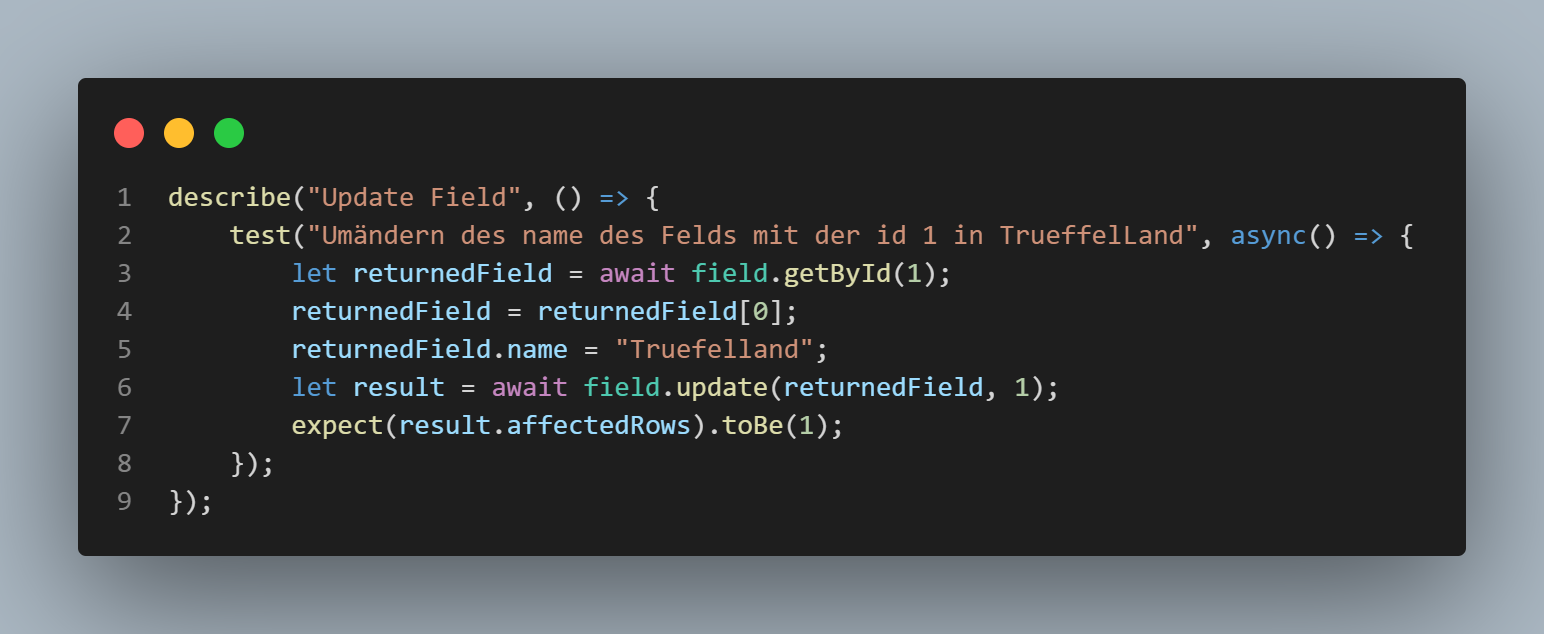 1 describe("Update Field", () => {
2     test("Umändern des name des Felds mit der id 1 in TrueffelLand", async() => {
3         let returnedField = await field.getById(1);
4         returnedField = returnedField[0];
5         returnedField.name = "Truefelland";
6         let result = await field.update(returnedField, 1);
7         expect(result.affectedRows).toBe(1);
8     });
9 });